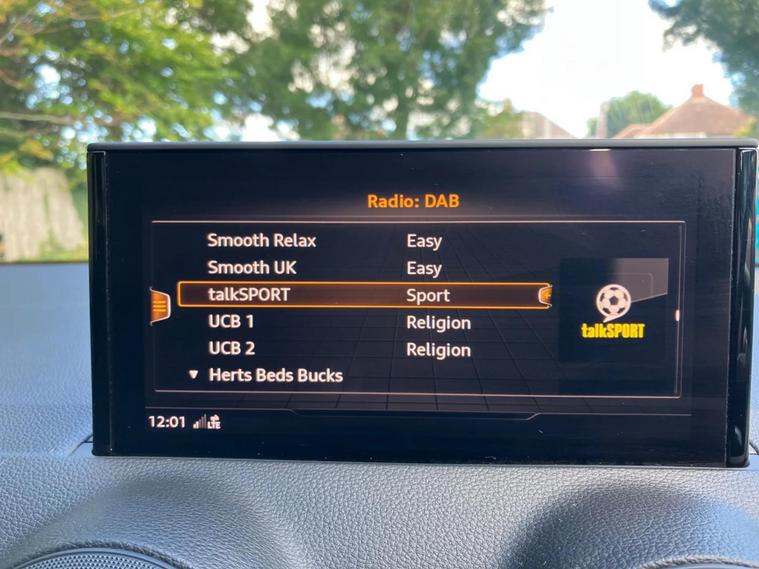 Radio: DAB
Smooth Relax Easy
Smooth UK Easy
talkSPORT Sport
UCB 1 Religion
UCB 2 Religion
Herts Beds Bucks
talkSPORT
12:01 LTE